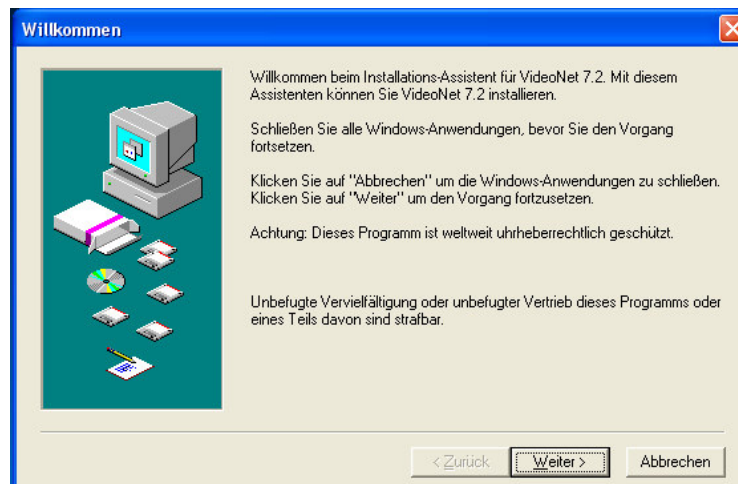 Willkommen
Willkommen beim Installations-Assistent für VideoNet 7.2. Mit diesem
Assistenten können Sie VideoNet 7.2 installieren.
Schließen Sie alle Windows-Anwendungen, bevor Sie den Vorgang
fortsetzen.
Klicken Sie auf "Abbrechen" um die Windows-Anwendungen zu schließen.
Klicken Sie auf "Weiter" um den Vorgang fortzusetzen.
Achtung: Dieses Programm ist weltweit uhrheberrechtlich geschützt.
Unbefugte Vervielfältigung oder unbefugter Vertrieb dieses Programms oder
eines Teils davon sind strafbar.
< Zurück Weiter > Abbrechen